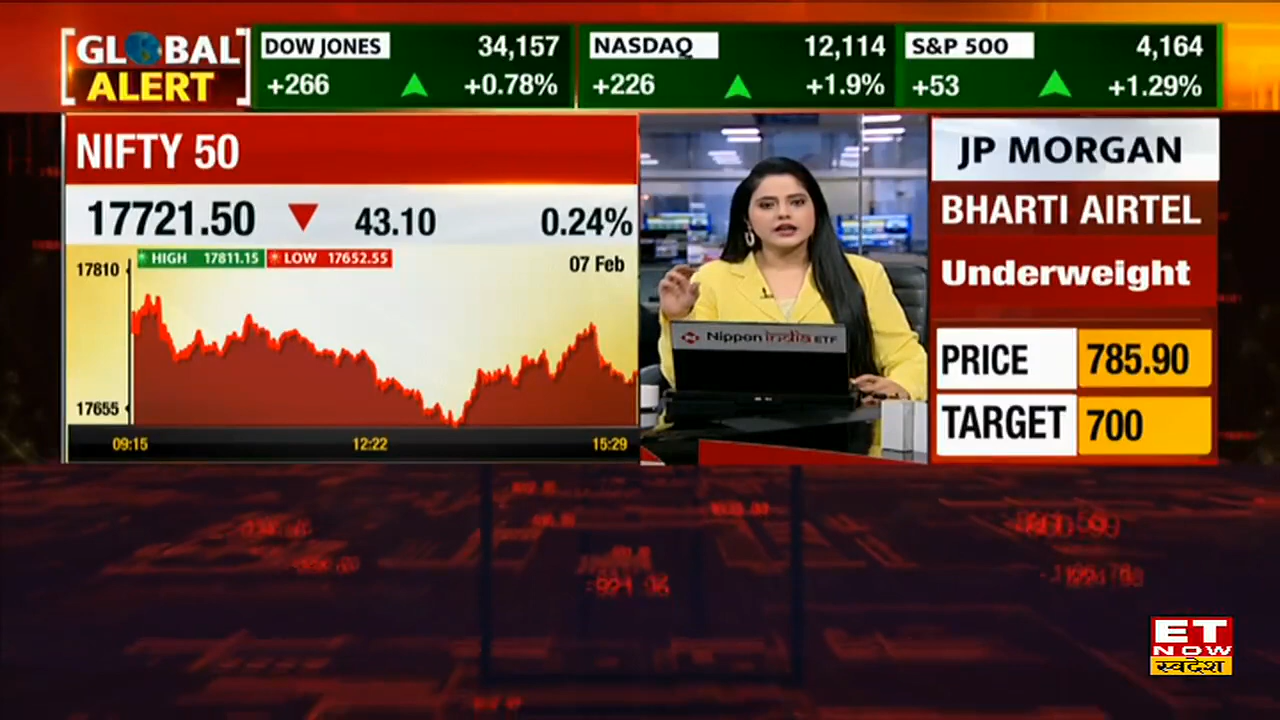 GLOBAL
ALERT
DOW JONES 34,157
+266 +0.78%
NASDAQ 12,114
+226 +1.9%
S&P 500 4,164
+53 +1.29%
NIFTY 50
17721.50 43.10 0.24%
HIGH 17811.15 LOW 17652.55
07 Feb
17810
17655
09:15 12:22 15:29
Nippon india ETF
JP MORGAN
BHARTI AIRTEL
Underweight
PRICE 785.90
TARGET 700
ET
NOW
स्वदेश